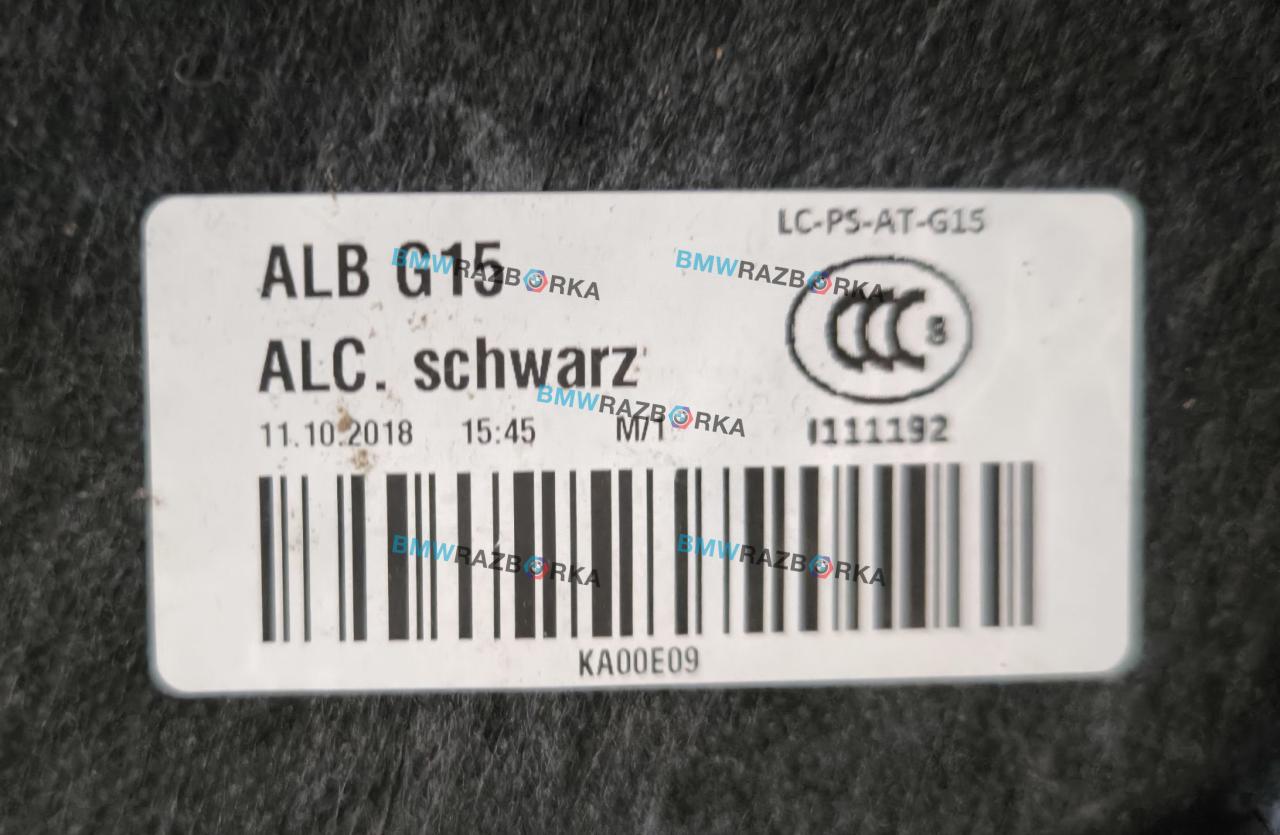 LC-PS-AT-G15
ALB G15
CCC S
ALC. schwarz
11.10.2018 15:45 M/1 I111192
KA00E09
BMWRAZBORKA
BMWRAZBORKA
BMWRAZBORKA
BMWRAZBORKA
BMWRAZBORKA